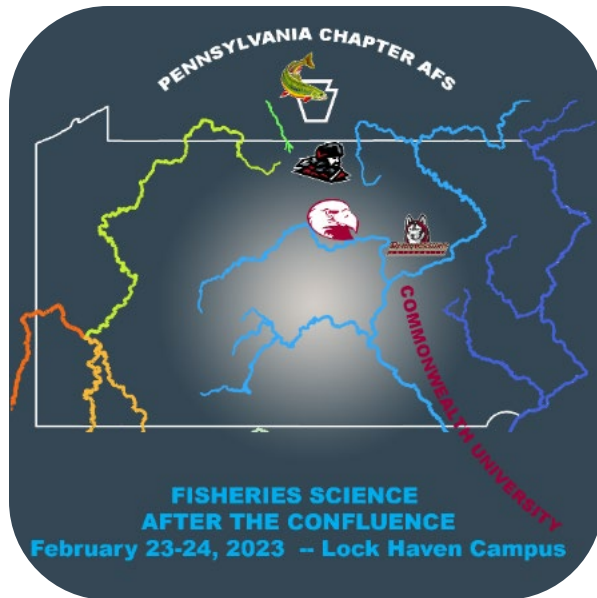 PENNSYLVANIA CHAPTER AFS
COMMONWEALTH UNIVERSITY
FISHERIES SCIENCE
AFTER THE CONFLUENCE
February 23-24, 2023 -- Lock Haven Campus